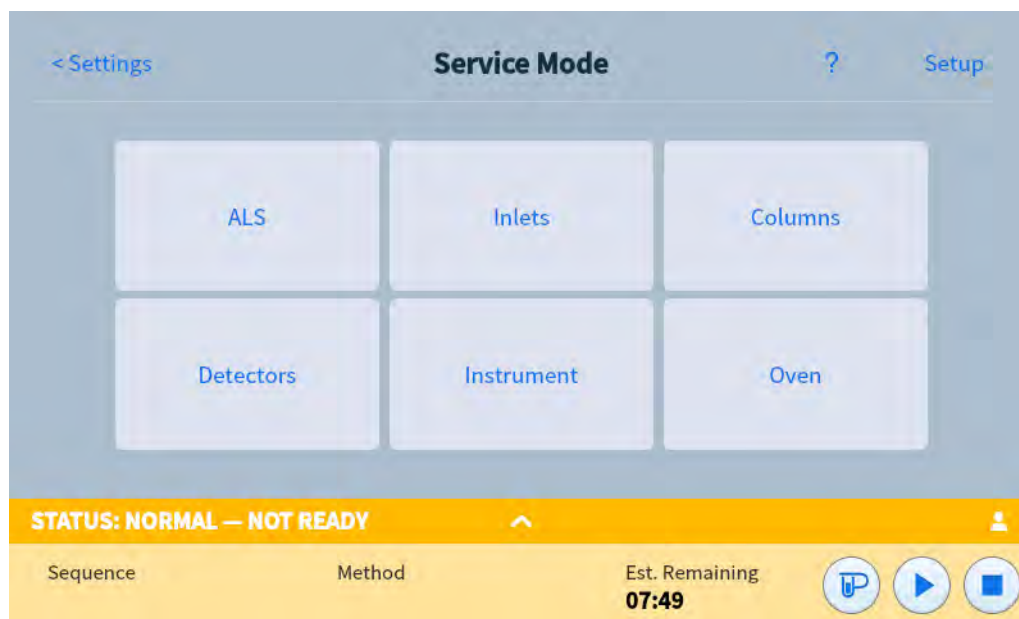 < Settings Service Mode ? Setup
ALS Inlets Columns
Detectors Instrument Oven
STATUS: NORMAL — NOT READY
Sequence Method Est. Remaining
07:49